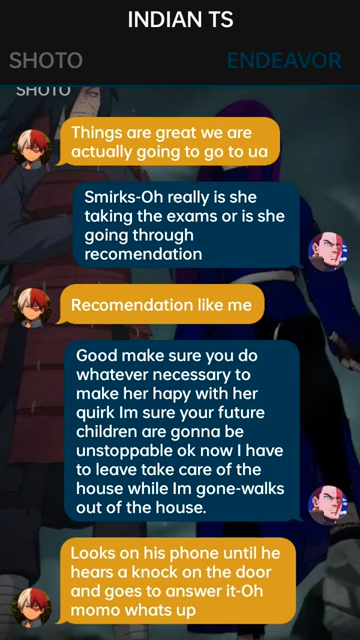 INDIAN TS
SHOTO
ENDEAVOR
SHOTO
Things are great we are
actually going to go to ua
Smirks-Oh really is she
taking the exams or is she
going through
recomendation
Recomendation like me
Good make sure you do
whatever necessary to
make her hapy with her
quirk Im sure your future
children are gonna be
unstoppable ok now I have
to leave take care of the
house while Im gone-walks
out of the house.
Looks on his phone until he
hears a knock on the door
and goes to answer it-Oh
momo whats up